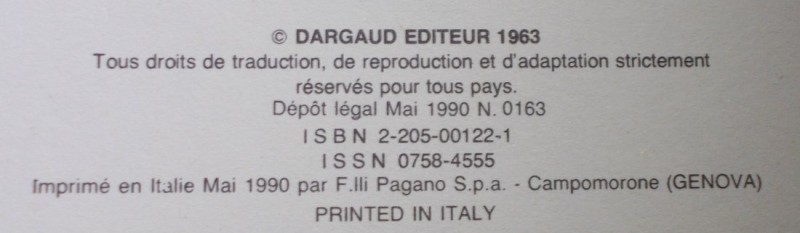 © DARGAUD EDITEUR 1963
Tous droits de traduction, de reproduction et d'adaptation strictement
réservés pour tous pays.
Dépôt légal Mai 1990 N. 0163
I S B N 2-205-00122-1
I S S N 0758-4555
Imprimé en Italie Mai 1990 par F.lli Pagano S.p.a. - Campomorone (GENOVA)
PRINTED IN ITALY